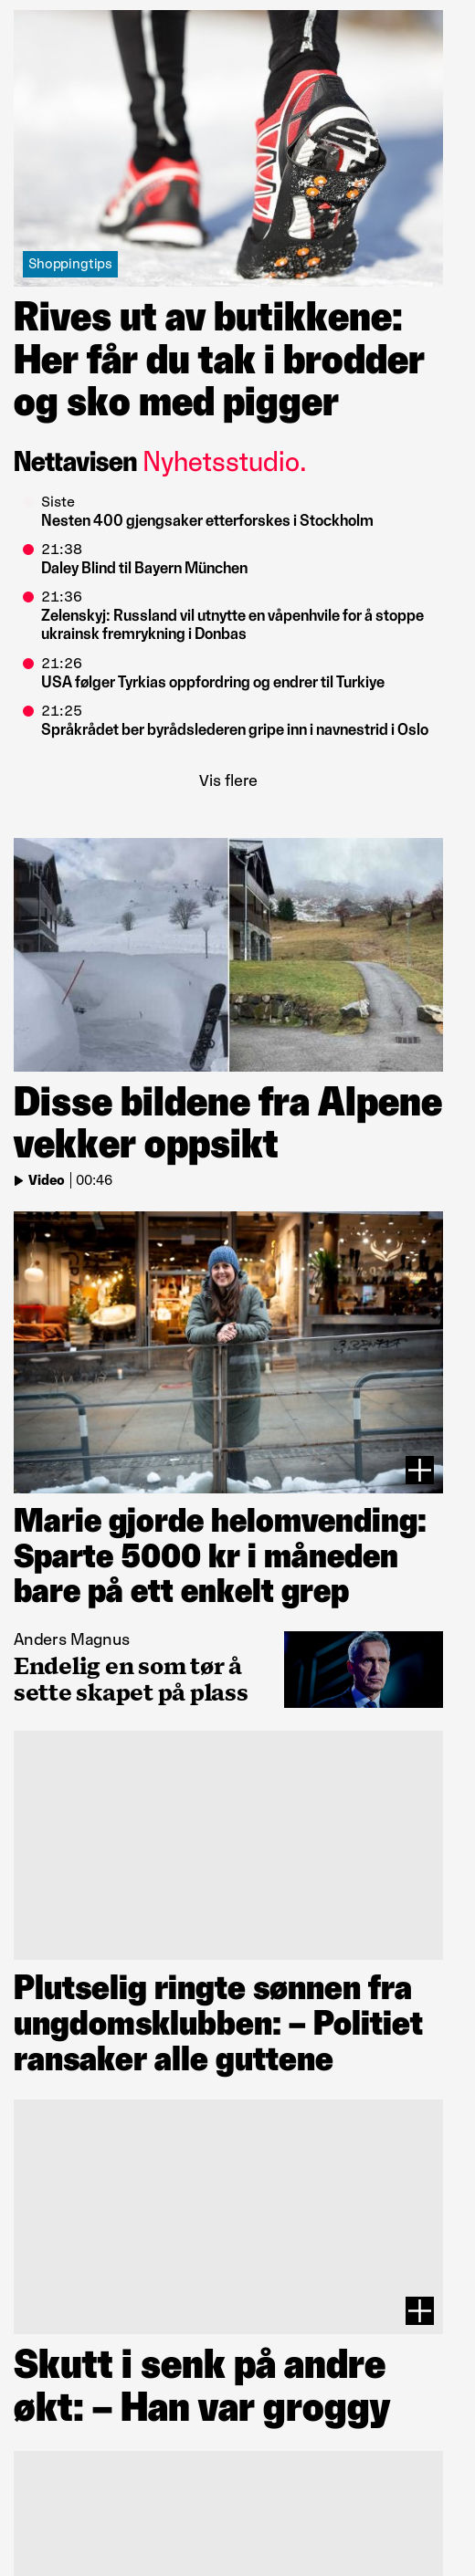 Shoppingtips
Rives ut av butikkene:
Her får du tak i brodder
og sko med pigger
Nettavisen Nyhetsstudio.
Siste
Nesten 400 gjengsaker etterforskes i Stockholm
21:38
Daley Blind til Bayern München
21:36
Zelenskyj: Russland vil utnytte en våpenhvile for å stoppe
ukrainsk fremrykning i Donbas
21:26
USA følger Tyrkias oppfordring og endrer til Turkiye
21:25
Språkrådet ber byrådslederen gripe inn i navnestrid i Oslo
Vis flere
Disse bildene fra Alpene
vekker oppsikt
Video | 00:46
Marie gjorde helomvending:
Sparte 5000 kr i måneden
bare på ett enkelt grep
Anders Magnus
Endelig en som tør å
sette skapet på plass
Plutselig ringte sønnen fra
ungdomsklubben: – Politiet
ransaker alle guttene
Skutt i senk på andre
økt: – Han var groggy